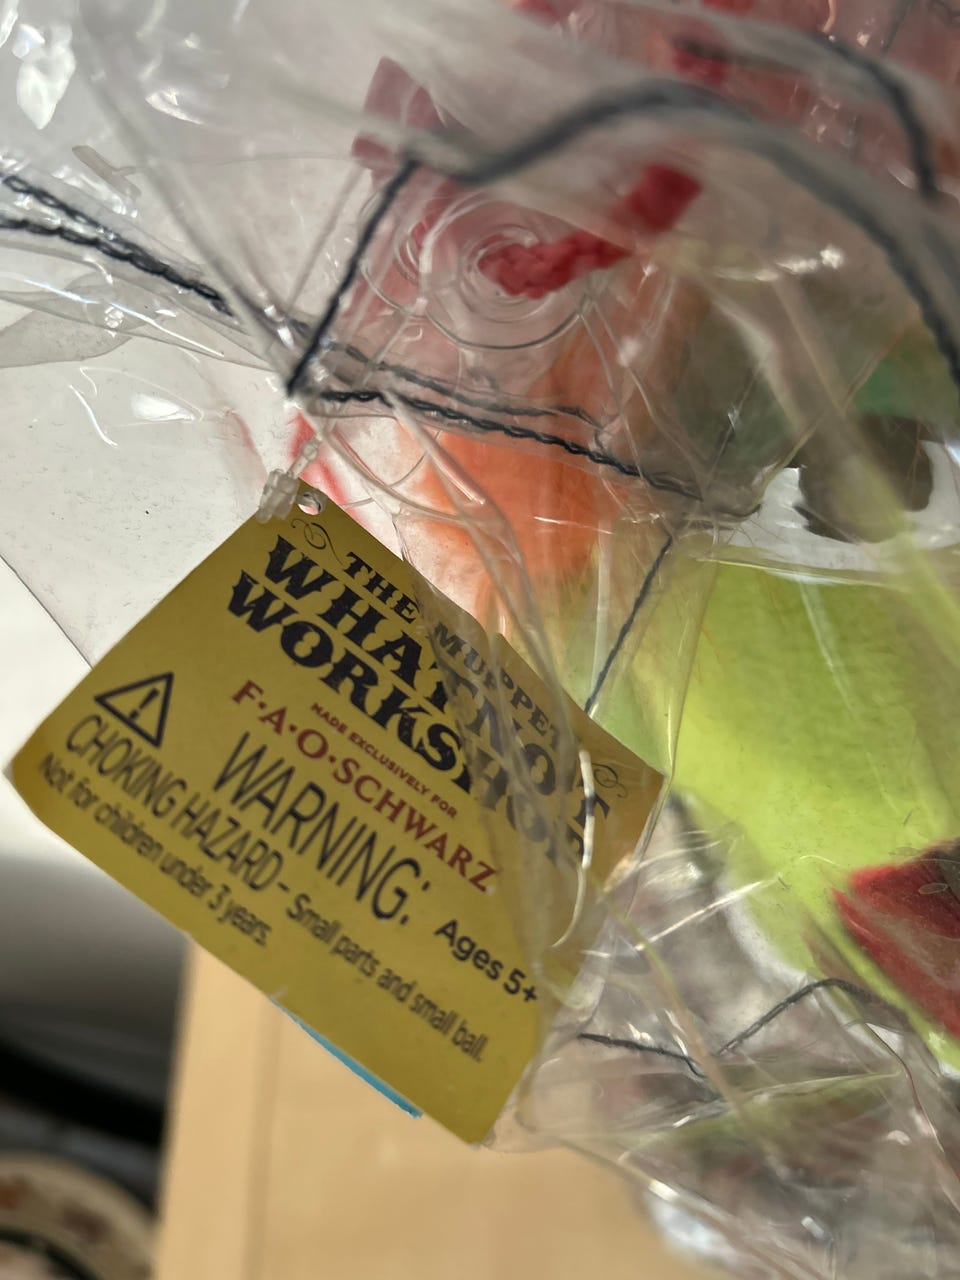 THE MUPPET
WHATNOT
WORKSHOP
MADE EXCLUSIVELY FOR
F·A·O·SCHWARZ
WARNING:
CHOKING HAZARD - Small parts and small ball.
Not for children under 3 years.
Ages 5+